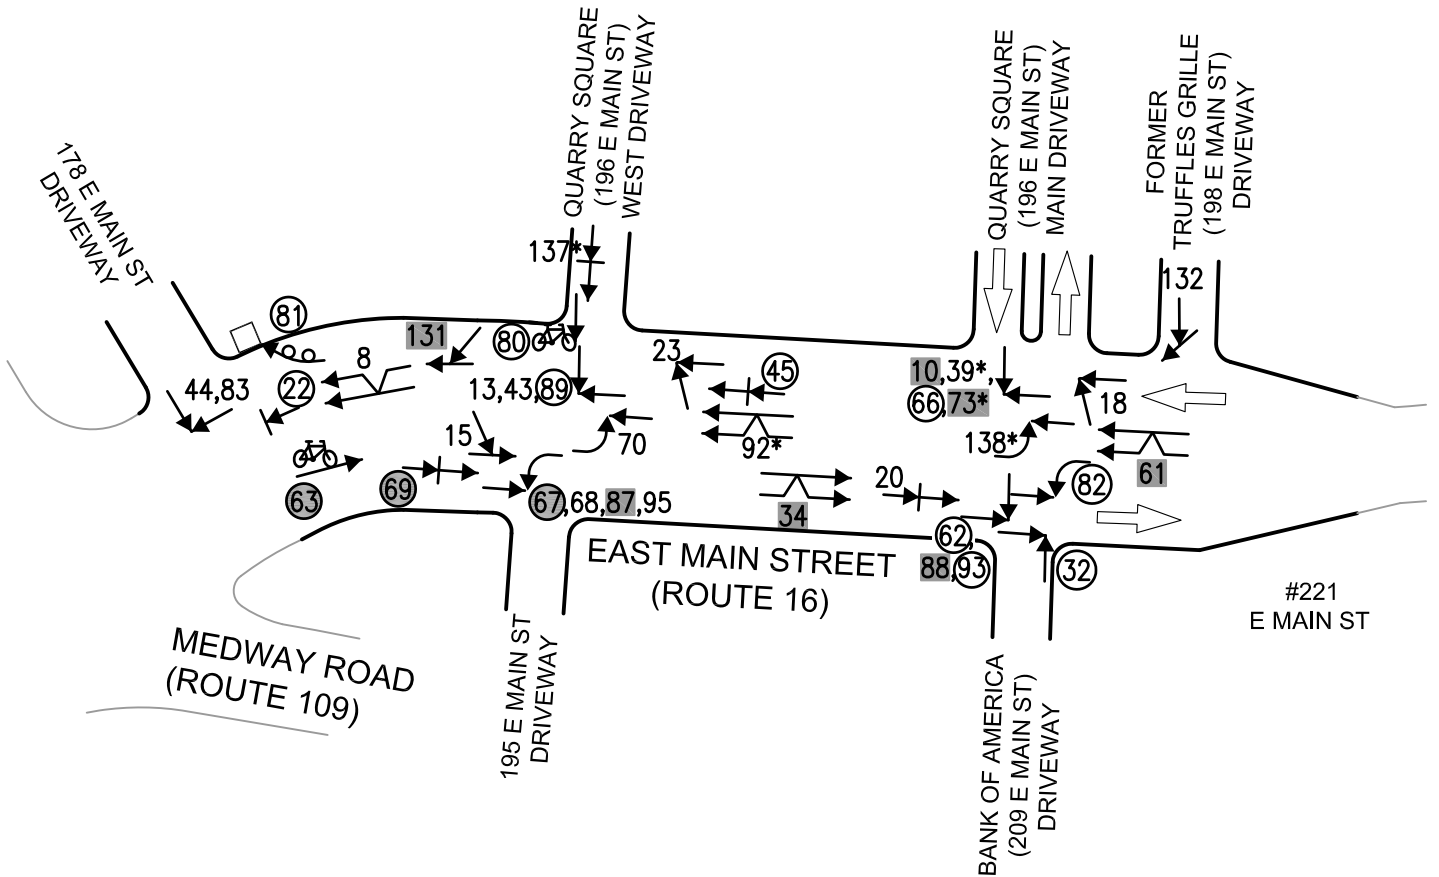 178 E MAIN ST
DRIVEWAY
QUARRY SQUARE
(196 E MAIN ST)
WEST DRIVEWAY
QUARRY SQUARE
(196 E MAIN ST)
MAIN DRIVEWAY
FORMER
TRUFFLES GRILLE
(198 E MAIN ST)
DRIVEWAY
137*
132
81
131
80
8
23
45
10,39*,
66,73*
44,83
22
13,43,89
18
15
70
92*
138*
61
63
69
67,68,87,95
34
20
82
62,
88,93
32
EAST MAIN STREET
(ROUTE 16)
#221
E MAIN ST
MEDWAY ROAD
(ROUTE 109)
195 E MAIN ST
DRIVEWAY
BANK OF AMERICA
(209 E MAIN ST)
DRIVEWAY